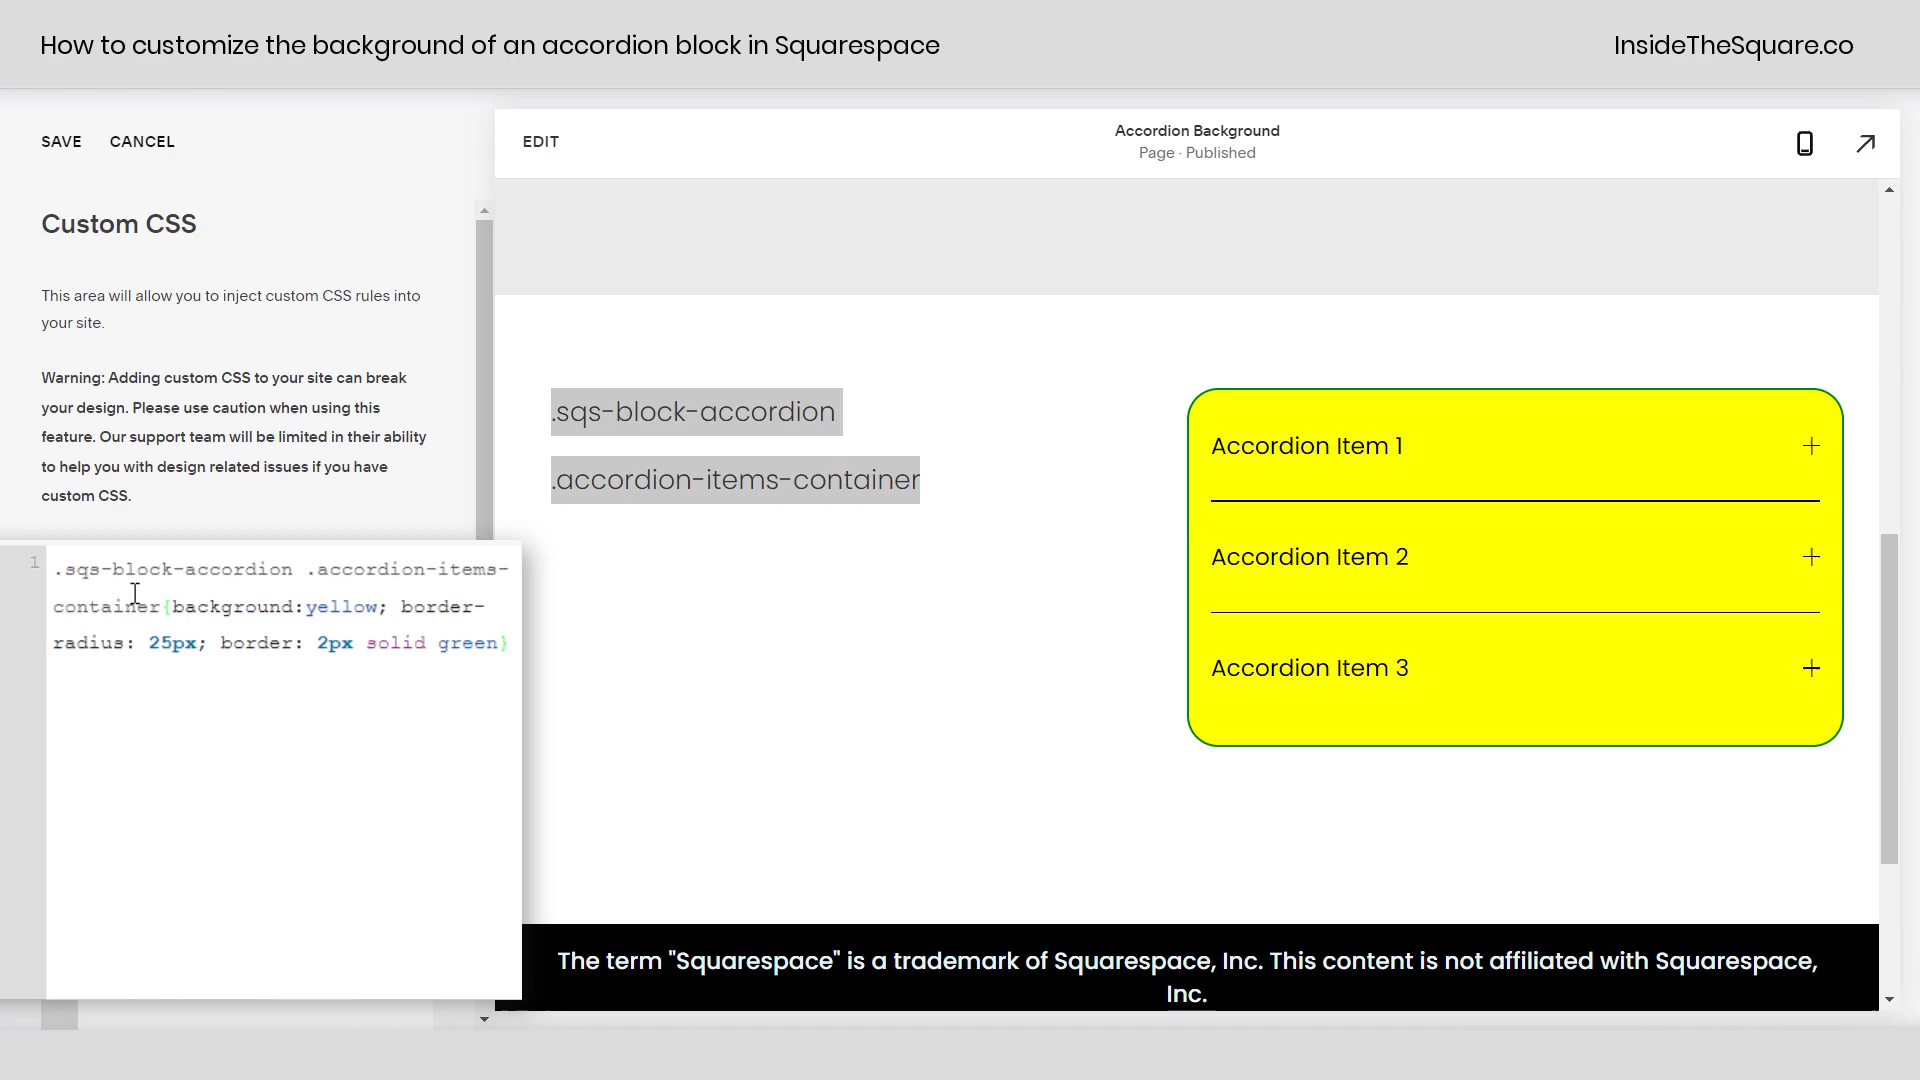 How to customize the background of an accordion block in Squarespace
InsideTheSquare.co
SAVE
CANCEL
EDIT
Accordion Background
Page · Published
Custom CSS
This area will allow you to inject custom CSS rules into
your site.
Warning: Adding custom CSS to your site can break
your design. Please use caution when using this
feature. Our support team will be limited in their ability
to help you with design related issues if you have
custom CSS.
1
.sqs-block-accordion .accordion-items-
container{background:yellow; border-
radius: 25px; border: 2px solid green}
.sqs-block-accordion
.accordion-items-container
Accordion Item 1
Accordion Item 2
Accordion Item 3
The term "Squarespace" is a trademark of Squarespace, Inc. This content is not affiliated with Squarespace,
Inc.